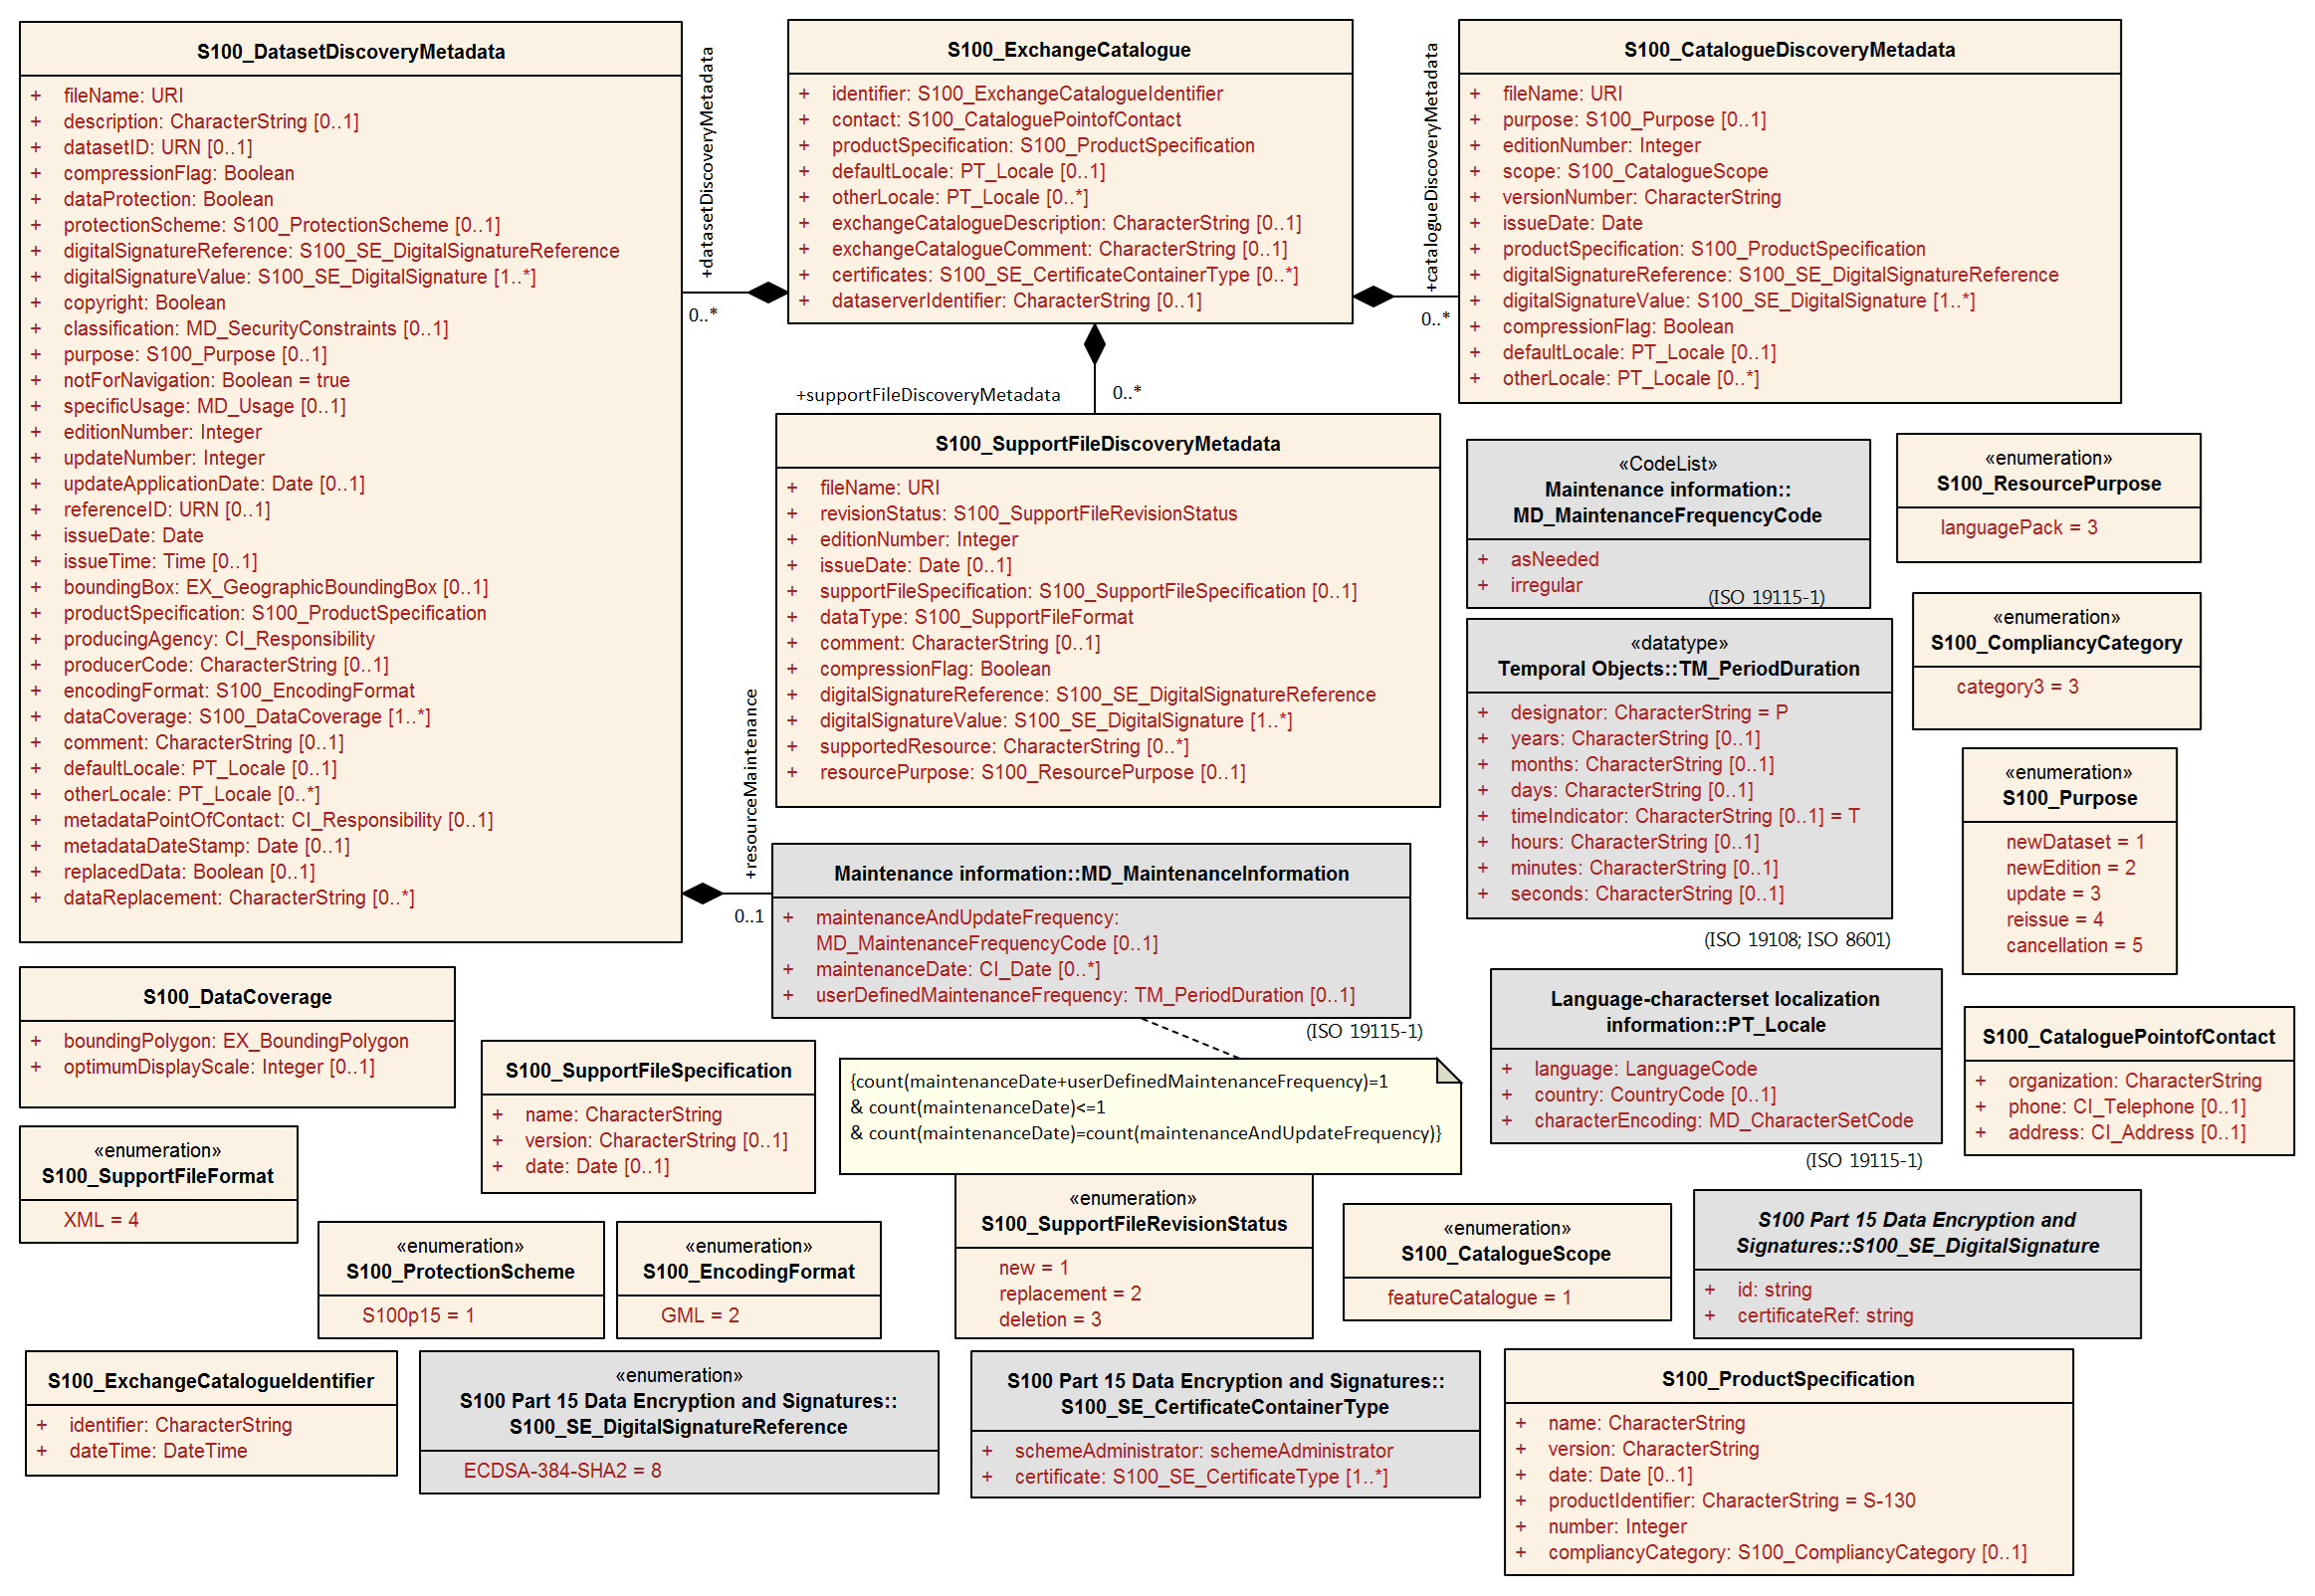 S100_DatasetDiscoveryMetadata
+ fileName: URI
+ description: CharacterString [0..1]
+ datasetID: URN [0..1]
+ compressionFlag: Boolean
+ dataProtection: Boolean
+ protectionScheme: S100_ProtectionScheme [0..1]
+ digitalSignatureReference: S100_SE_DigitalSignatureReference
+ digitalSignatureValue: S100_SE_DigitalSignature [1..*]
+ copyright: Boolean
+ classification: MD_SecurityConstraints [0..1]
+ purpose: S100_Purpose [0..1]
+ notForNavigation: Boolean = true
+ specificUsage: MD_Usage [0..1]
+ editionNumber: Integer
+ updateNumber: Integer
+ updateApplicationDate: Date [0..1]
+ referenceID: URN [0..1]
+ issueDate: Date
+ issueTime: Time [0..1]
+ boundingBox: EX_GeographicBoundingBox [0..1]
+ productSpecification: S100_ProductSpecification
+ producingAgency: CI_Responsibility
+ producerCode: CharacterString [0..1]
+ encodingFormat: S100_EncodingFormat
+ dataCoverage: S100_DataCoverage [1..*]
+ comment: CharacterString [0..1]
+ defaultLocale: PT_Locale [0..1]
+ otherLocale: PT_Locale [0..*]
+ metadataPointOfContact: CI_Responsibility [0..1]
+ metadataDateStamp: Date [0..1]
+ replacedData: Boolean [0..1]
+ dataReplacement: CharacterString [0..*]
+datasetDiscoveryMetadata
0..*
S100_ExchangeCatalogue
+ identifier: S100_ExchangeCatalogueIdentifier
+ contact: S100_CataloguePointofContact
+ productSpecification: S100_ProductSpecification
+ defaultLocale: PT_Locale [0..1]
+ otherLocale: PT_Locale [0..*]
+ exchangeCatalogueDescription: CharacterString [0..1]
+ exchangeCatalogueComment: CharacterString [0..1]
+ certificates: S100_SE_CertificateContainerType [0..*]
+ dataserverIdentifier: CharacterString [0..1]
+catalogueDiscoveryMetadata
0..*
S100_CatalogueDiscoveryMetadata
+ fileName: URI
+ purpose: S100_Purpose [0..1]
+ editionNumber: Integer
+ scope: S100_CatalogueScope
+ versionNumber: CharacterString
+ issueDate: Date
+ productSpecification: S100_ProductSpecification
+ digitalSignatureReference: S100_SE_DigitalSignatureReference
+ digitalSignatureValue: S100_SE_DigitalSignature [1..*]
+ compressionFlag: Boolean
+ defaultLocale: PT_Locale [0..1]
+ otherLocale: PT_Locale [0..*]
+supportFileDiscoveryMetadata
0..*
S100_SupportFileDiscoveryMetadata
+ fileName: URI
+ revisionStatus: S100_SupportFileRevisionStatus
+ editionNumber: Integer
+ issueDate: Date [0..1]
+ supportFileSpecification: S100_SupportFileSpecification [0..1]
+ dataType: S100_SupportFileFormat
+ comment: CharacterString [0..1]
+ compressionFlag: Boolean
+ digitalSignatureReference: S100_SE_DigitalSignatureReference
+ digitalSignatureValue: S100_SE_DigitalSignature [1..*]
+ supportedResource: CharacterString [0..*]
+ resourcePurpose: S100_ResourcePurpose [0..1]
«CodeList»
Maintenance information::
MD_MaintenanceFrequencyCode
+ asNeeded
+ irregular
(ISO 19115-1)
«enumeration»
S100_ResourcePurpose
languagePack = 3
«enumeration»
S100_CompliancyCategory
category3 = 3
«datatype»
Temporal Objects::TM_PeriodDuration
+ designator: CharacterString = P
+ years: CharacterString [0..1]
+ months: CharacterString [0..1]
+ days: CharacterString [0..1]
+ timeIndicator: CharacterString [0..1] = T
+ hours: CharacterString [0..1]
+ minutes: CharacterString [0..1]
+ seconds: CharacterString [0..1]
(ISO 19108; ISO 8601)
«enumeration»
S100_Purpose
newDataset = 1
newEdition = 2
update = 3
reissue = 4
cancellation = 5
+resourceMaintenance
0..1
Maintenance information::MD_MaintenanceInformation
+ maintenanceAndUpdateFrequency:
MD_MaintenanceFrequencyCode [0..1]
+ maintenanceDate: CI_Date [0..*]
+ userDefinedMaintenanceFrequency: TM_PeriodDuration [0..1]
(ISO 19115-1)
{count(maintenanceDate+userDefinedMaintenanceFrequency)=1
& count(maintenanceDate)<=1
& count(maintenanceDate)=count(maintenanceAndUpdateFrequency)}
Language-characterset localization
information::PT_Locale
+ language: LanguageCode
+ country: CountryCode [0..1]
+ characterEncoding: MD_CharacterSetCode
(ISO 19115-1)
S100_CataloguePointofContact
+ organization: CharacterString
+ phone: CI_Telephone [0..1]
+ address: CI_Address [0..1]
S100_DataCoverage
+ boundingPolygon: EX_BoundingPolygon
+ optimumDisplayScale: Integer [0..1]
S100_SupportFileSpecification
+ name: CharacterString
+ version: CharacterString [0..1]
+ date: Date [0..1]
«enumeration»
S100_SupportFileFormat
XML = 4
«enumeration»
S100_ProtectionScheme
S100p15 = 1
«enumeration»
S100_EncodingFormat
GML = 2
«enumeration»
S100_SupportFileRevisionStatus
new = 1
replacement = 2
deletion = 3
«enumeration»
S100_CatalogueScope
featureCatalogue = 1
S100 Part 15 Data Encryption and
Signatures::S100_SE_DigitalSignature
+ id: string
+ certificateRef: string
S100_ExchangeCatalogueIdentifier
+ identifier: CharacterString
+ dateTime: DateTime
«enumeration»
S100 Part 15 Data Encryption and Signatures::
S100_SE_DigitalSignatureReference
ECDSA-384-SHA2 = 8
S100 Part 15 Data Encryption and Signatures::
S100_SE_CertificateContainerType
+ schemeAdministrator: schemeAdministrator
+ certificate: S100_SE_CertificateType [1..*]
S100_ProductSpecification
+ name: CharacterString
+ version: CharacterString
+ date: Date [0..1]
+ productIdentifier: CharacterString = S-130
+ number: Integer
+ compliancyCategory: S100_CompliancyCategory [0..1]